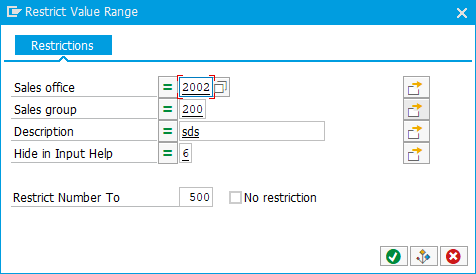 Restrict Value Range
Restrictions
Sales office = 2002
Sales group = 200
Description = sds
Hide in Input Help = 6
Restrict Number To 500 No restriction